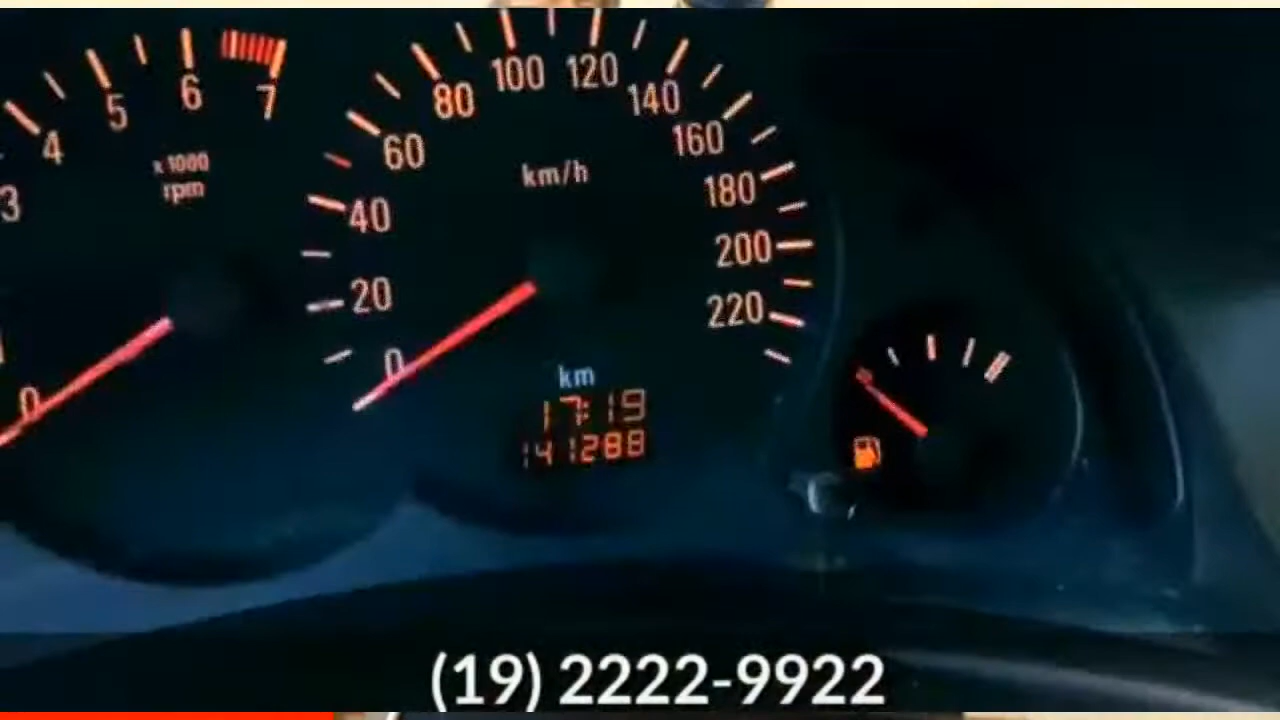 3 4 5 6 7
x 1000
rpm
0
0 20 40 60 80 100 120 140 160 180 200 220
km/h
km
17:19
141288
(19) 2222-9922